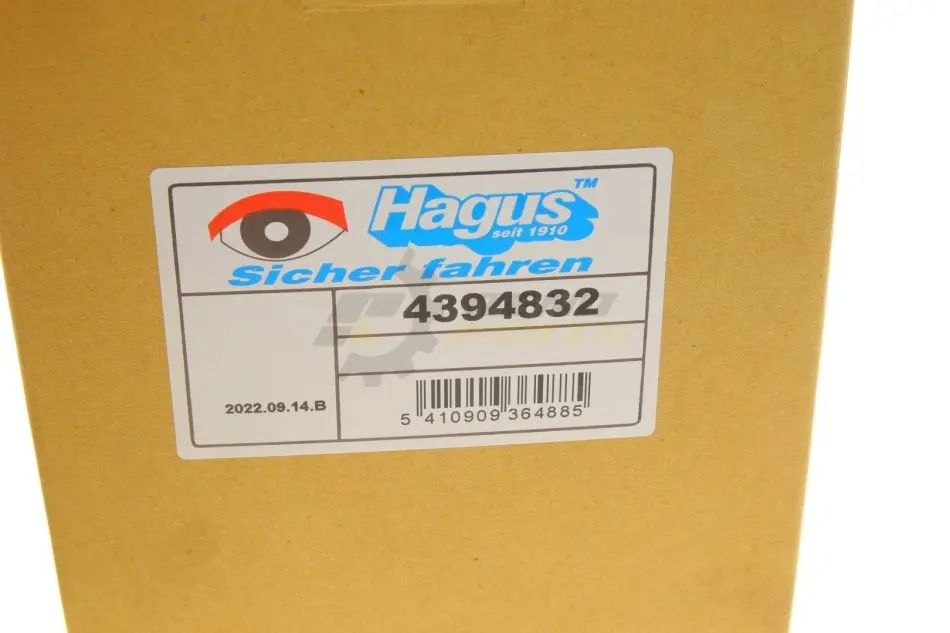 Hagus™
seit 1910
Sicher fahren
4394832
2022.09.14.B
5 410909 364885